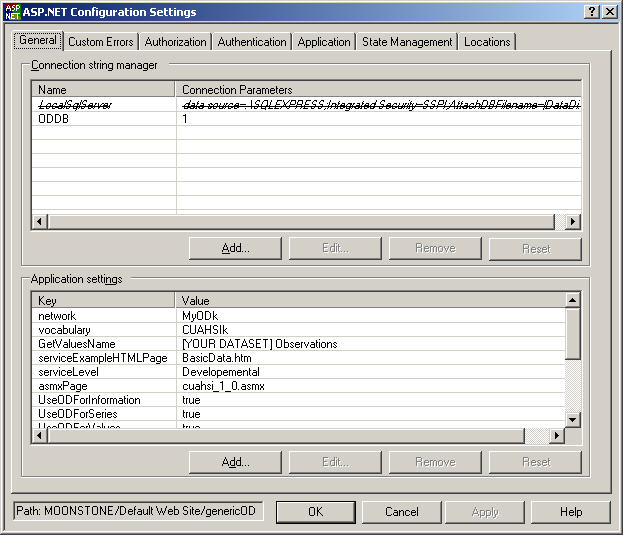 ASP.NET ASP.NET Configuration Settings
General Custom Errors Authorization Authentication Application State Management Locations
Connection string manager
Name Connection Parameters
LocalSqlServer data source=.\SQLEXPRESS;Integrated Security=SSPI;AttachDBFilename=|DataDi
ODDB 1
Add... Edit... Remove Reset
Application settings
Key Value
network MyODk
vocabulary CUAHSIk
GetValuesName [YOUR DATASET] Observations
serviceExampleHTMLPage BasicData.htm
serviceLevel Developemental
asmxPage cuahsi_1_0.asmx
UseODForInformation true
UseODForSeries true
UseODForValues true
Add... Edit... Remove Reset
Path: MOONSTONE/Default Web Site/genericOD OK Cancel Apply Help